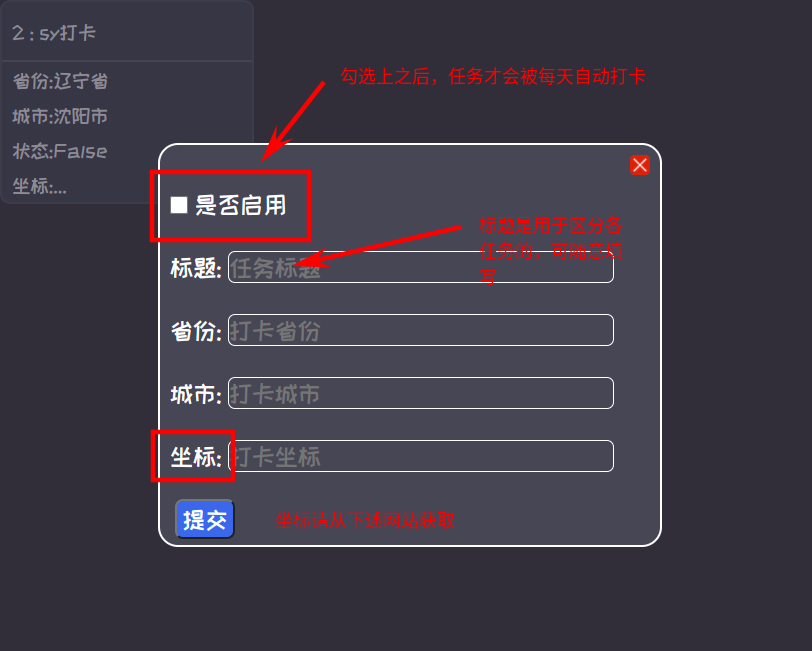 2:sy打卡
省份:辽宁省
城市:沈阳市
状态:False
坐标:...
勾选上之后，任务才会被每天自动打卡
是否启用
标题是用于区分各
任务的，可随意填
写
标题: 任务标题
省份: 打卡省份
城市: 打卡城市
坐标: 打卡坐标
提交
坐标请从下述网站获取